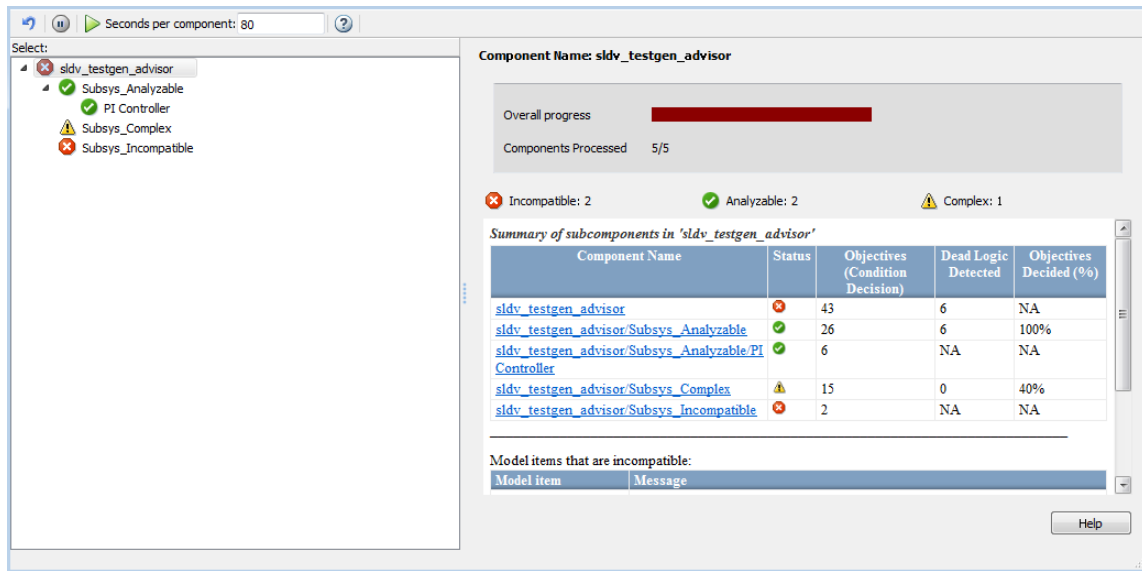 Seconds per component: 80
Select:
sldv_testgen_advisor
Subsys_Analyzable
PI Controller
Subsys_Complex
Subsys_Incompatible
Component Name: sldv_testgen_advisor
Overall progress
Components Processed 5/5
Incompatible: 2 Analyzable: 2 Complex: 1
Summary of subcomponents in 'sldv_testgen_advisor'
Component Name Status Objectives (Condition Decision) Dead Logic Detected Objectives Decided (%)
sldv_testgen_advisor 43 6 NA
sldv_testgen_advisor/Subsys_Analyzable 26 6 100%
sldv_testgen_advisor/Subsys_Analyzable/PI Controller 6 NA NA
sldv_testgen_advisor/Subsys_Complex 15 0 40%
sldv_testgen_advisor/Subsys_Incompatible 2 NA NA
Model items that are incompatible:
Model item Message
Help